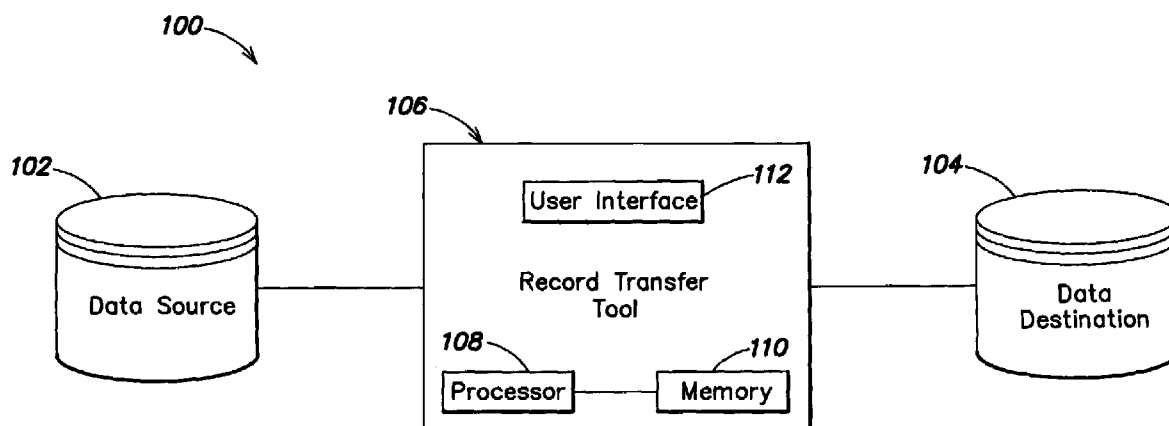 100
106
102
112
104
User Interface
Data Source
Record Transfer
Tool
Data
Destination
108
110
Processor
Memory